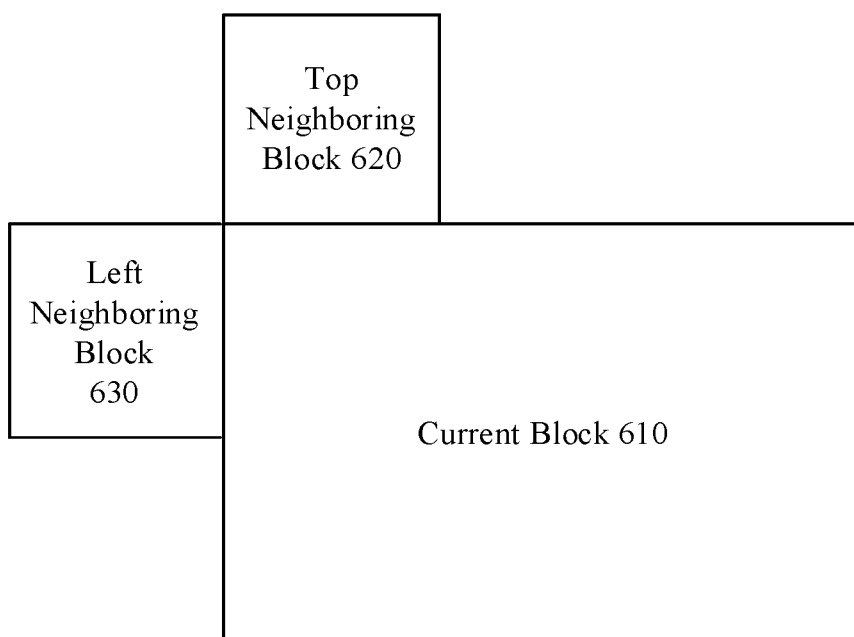 Top
Neighboring
Block 620
Left
Neighboring
Block
630
Current Block 610